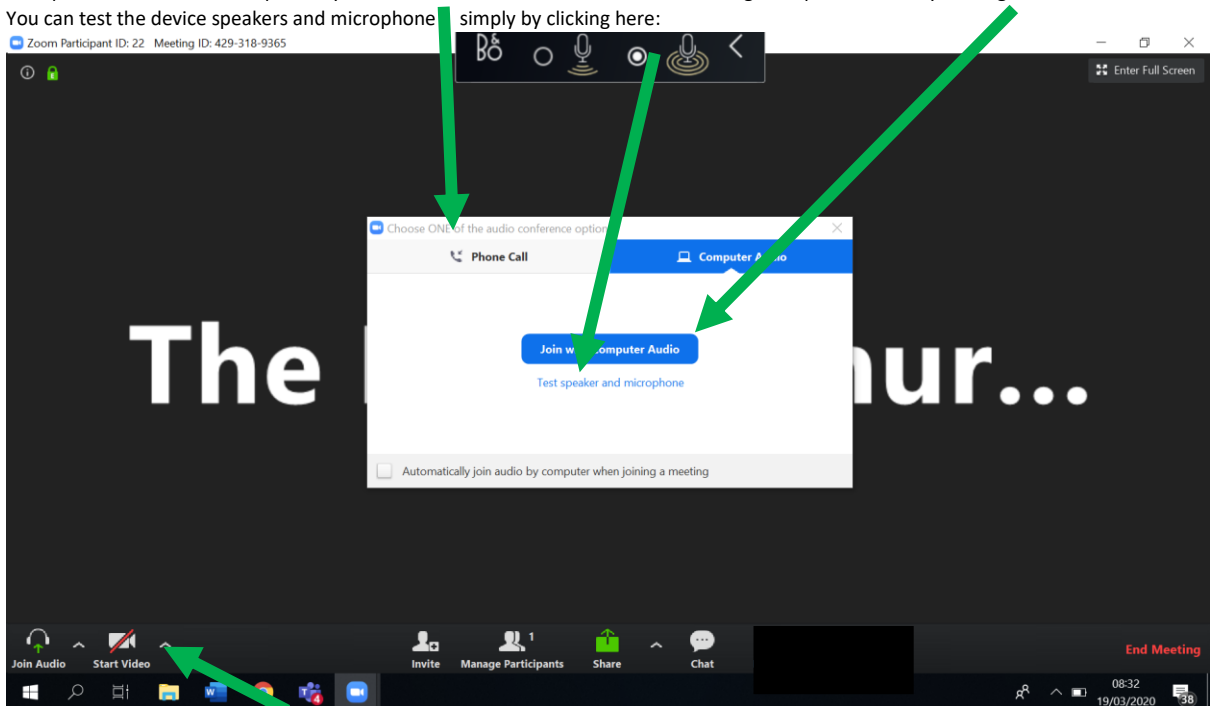 You can test the device speakers and microphone simply by clicking here:
Zoom Participant ID: 22 Meeting ID: 429-318-9365
B&O
Enter Full Screen
Choose ONE of the audio conference option
Phone Call
Computer Audio
The
ur...
Join with Computer Audio
Test speaker and microphone
Automatically join audio by computer when joining a meeting
1
Join Audio
Start Video
Invite
Manage Participants
Share
Chat
End Meeting
4
08:32
19/03/2020
38